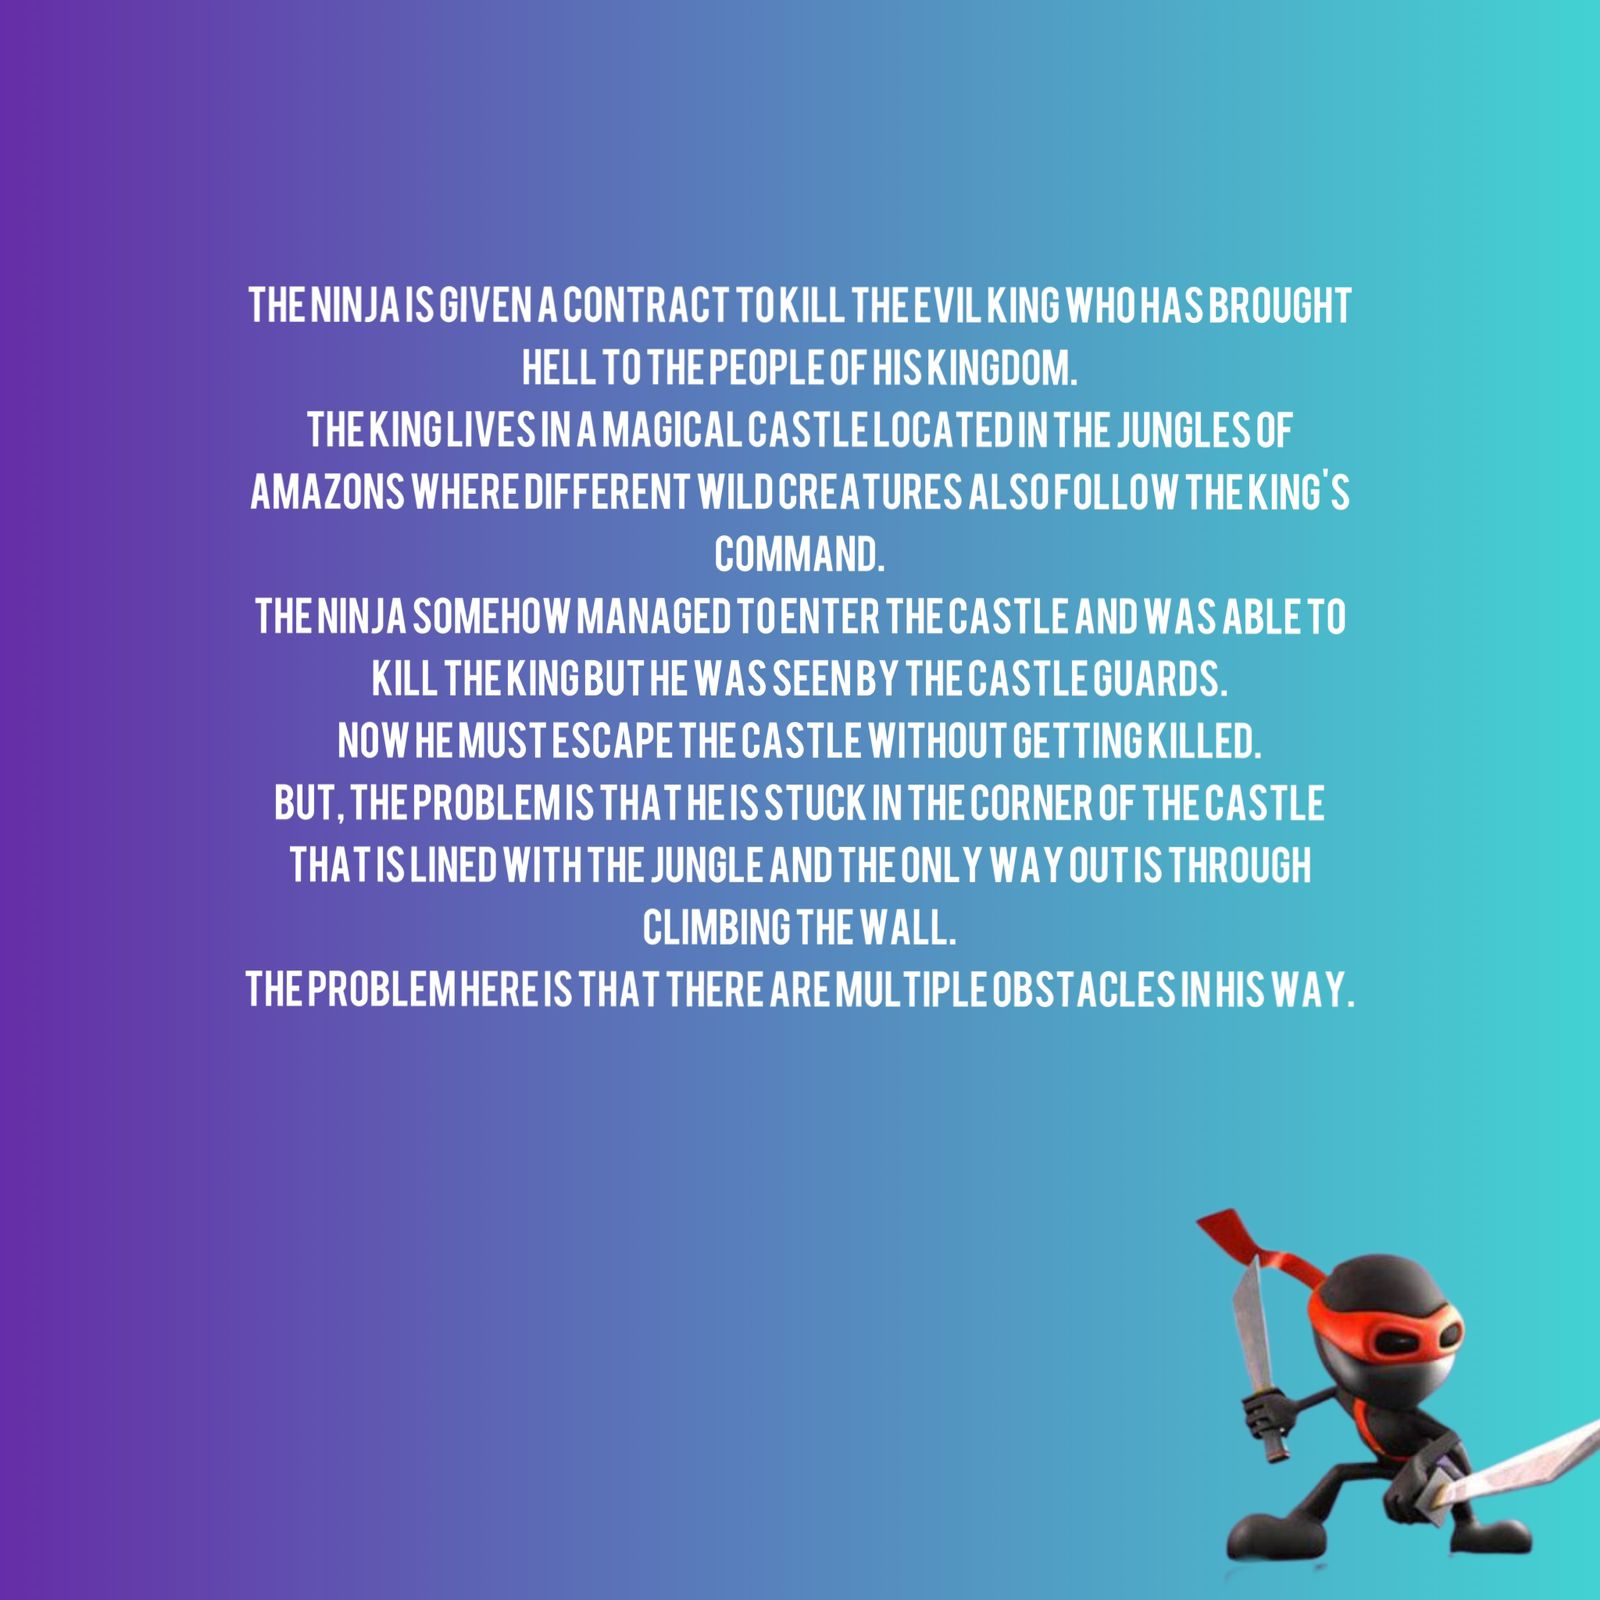 THE NINJA IS GIVEN A CONTRACT TO KILL THE EVIL KING WHO HAS BROUGHT
HELL TO THE PEOPLE OF HIS KINGDOM.
THE KING LIVES IN A MAGICAL CASTLE LOCATED IN THE JUNGLES OF
AMAZONS WHERE DIFFERENT WILD CREATURES ALSO FOLLOW THE KING'S
COMMAND.
THE NINJA SOMEHOW MANAGED TO ENTER THE CASTLE AND WAS ABLE TO
KILL THE KING BUT HE WAS SEEN BY THE CASTLE GUARDS.
NOW HE MUST ESCAPE THE CASTLE WITHOUT GETTING KILLED.
BUT, THE PROBLEM IS THAT HE IS STUCK IN THE CORNER OF THE CASTLE
THAT IS LINED WITH THE JUNGLE AND THE ONLY WAY OUT IS THROUGH
CLIMBING THE WALL.
THE PROBLEM HERE IS THAT THERE ARE MULTIPLE OBSTACLES IN HIS WAY.